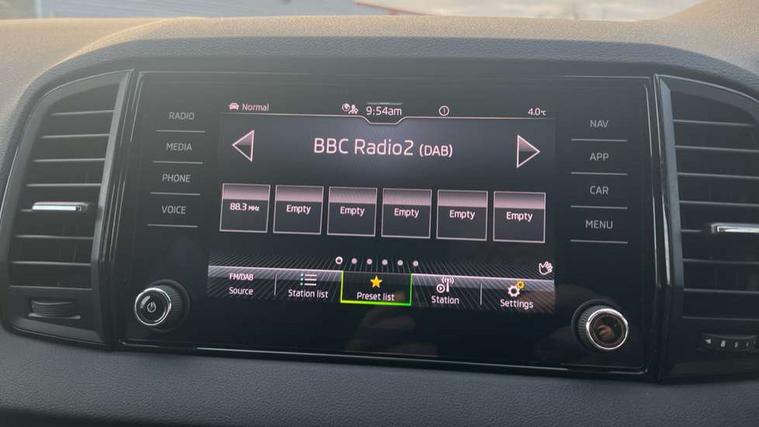 Normal 9:54am 4.0°C
RADIO
MEDIA
PHONE
VOICE
BBC Radio2 (DAB)
88.3 MHz Empty Empty Empty Empty Empty
FM/DAB
Source Station list Preset list Station Settings
NAV
APP
CAR
MENU